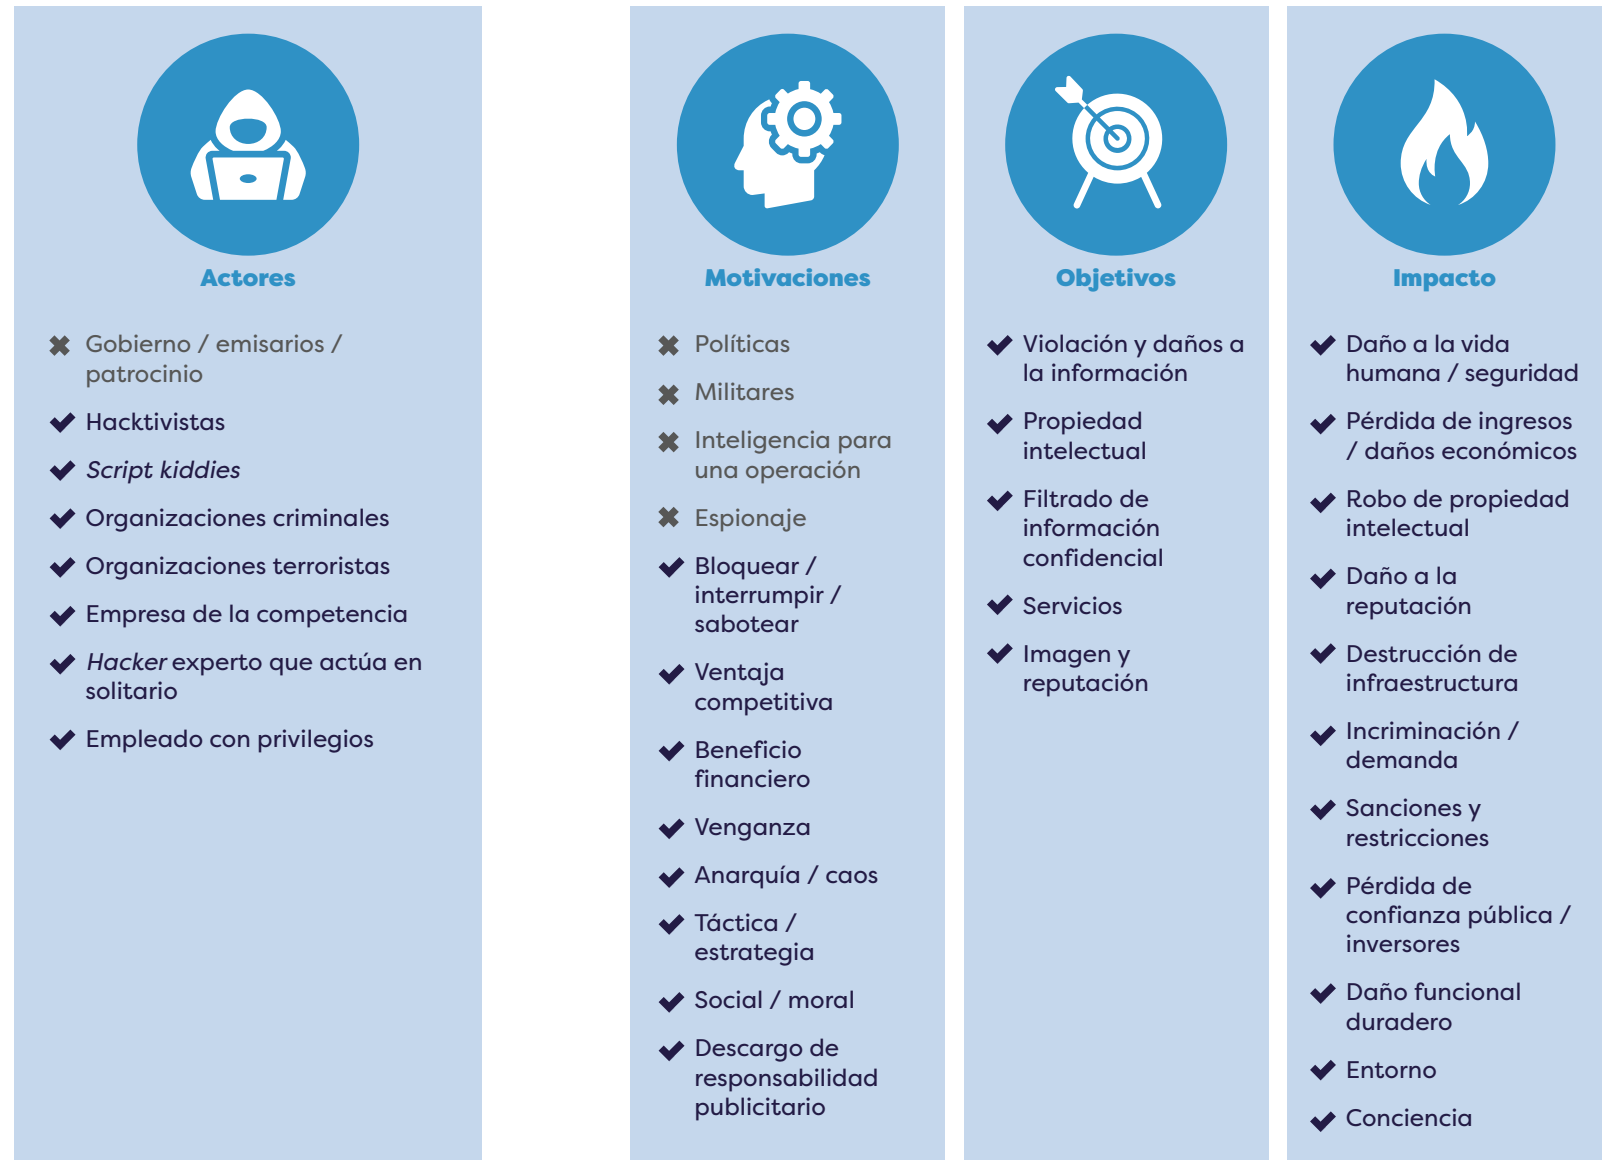 Actores
Gobierno / emisarios /
patrocinio
Hacktivistas
Script kiddies
Organizaciones criminales
Organizaciones terroristas
Empresa de la competencia
Hacker experto que actúa en
solitario
Empleado con privilegios
Motivaciones
Políticas
Militares
Inteligencia para
una operación
Espionaje
Bloquear /
interrumpir /
sabotear
Ventaja
competitiva
Beneficio
financiero
Venganza
Anarquía / caos
Táctica /
estrategia
Social / moral
Descargo de
responsabilidad
publicitario
Objetivos
Violación y daños a
la información
Propiedad
intelectual
Filtrado de
información
confidencial
Servicios
Imagen y
reputación
Impacto
Daño a la vida
humana / seguridad
Pérdida de ingresos
/ daños económicos
Robo de propiedad
intelectual
Daño a la
reputación
Destrucción de
infraestructura
Incriminación /
demanda
Sanciones y
restricciones
Pérdida de
confianza pública /
inversores
Daño funcional
duradero
Entorno
Conciencia